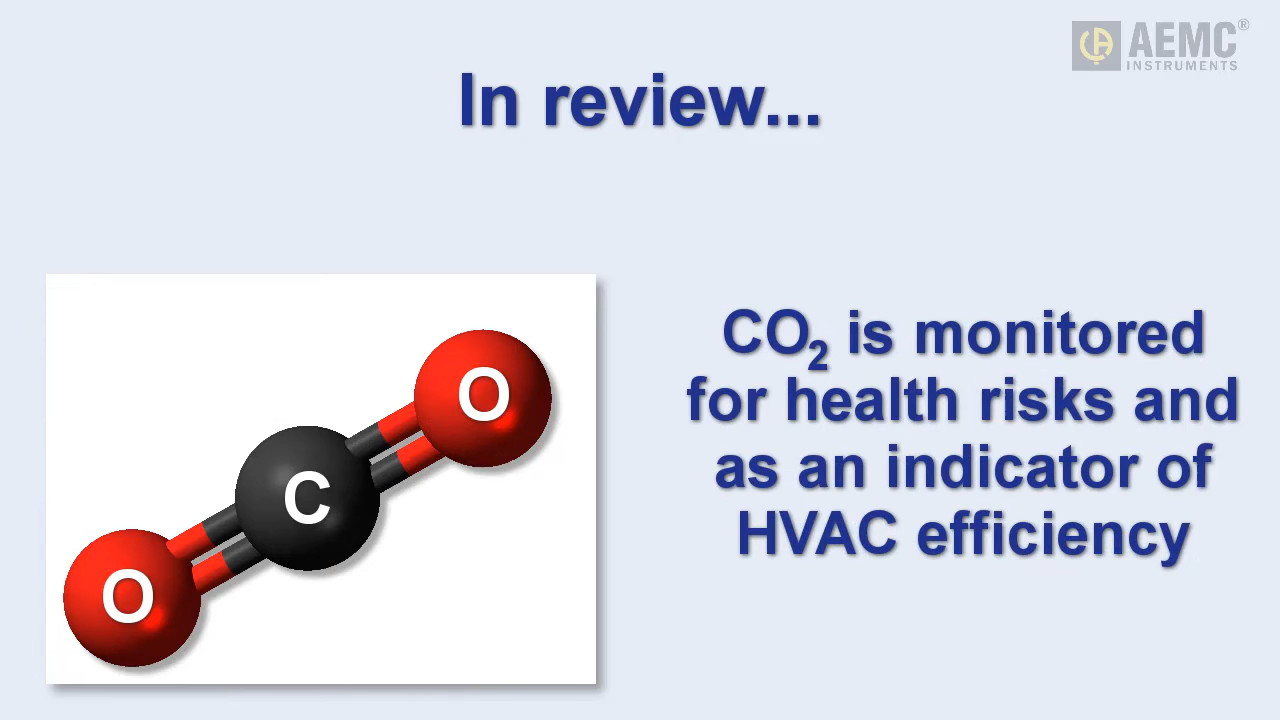 AEMC®
INSTRUMENTS
In review...
CO₂ is monitored
for health risks and
as an indicator of
HVAC efficiency
O
C
O